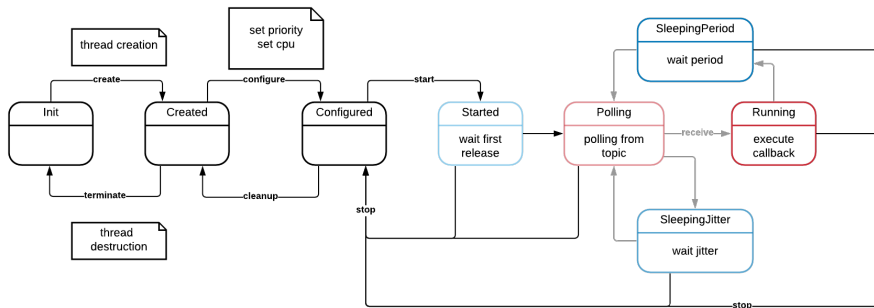 thread creation
set priority
set cpu
SleepingPeriod
wait period
create
configure
start
Init
Created
Configured
Started
wait first
release
Polling
polling from
topic
receive
Running
execute
callback
terminate
cleanup
stop
SleepingJitter
wait jitter
thread
destruction
stop